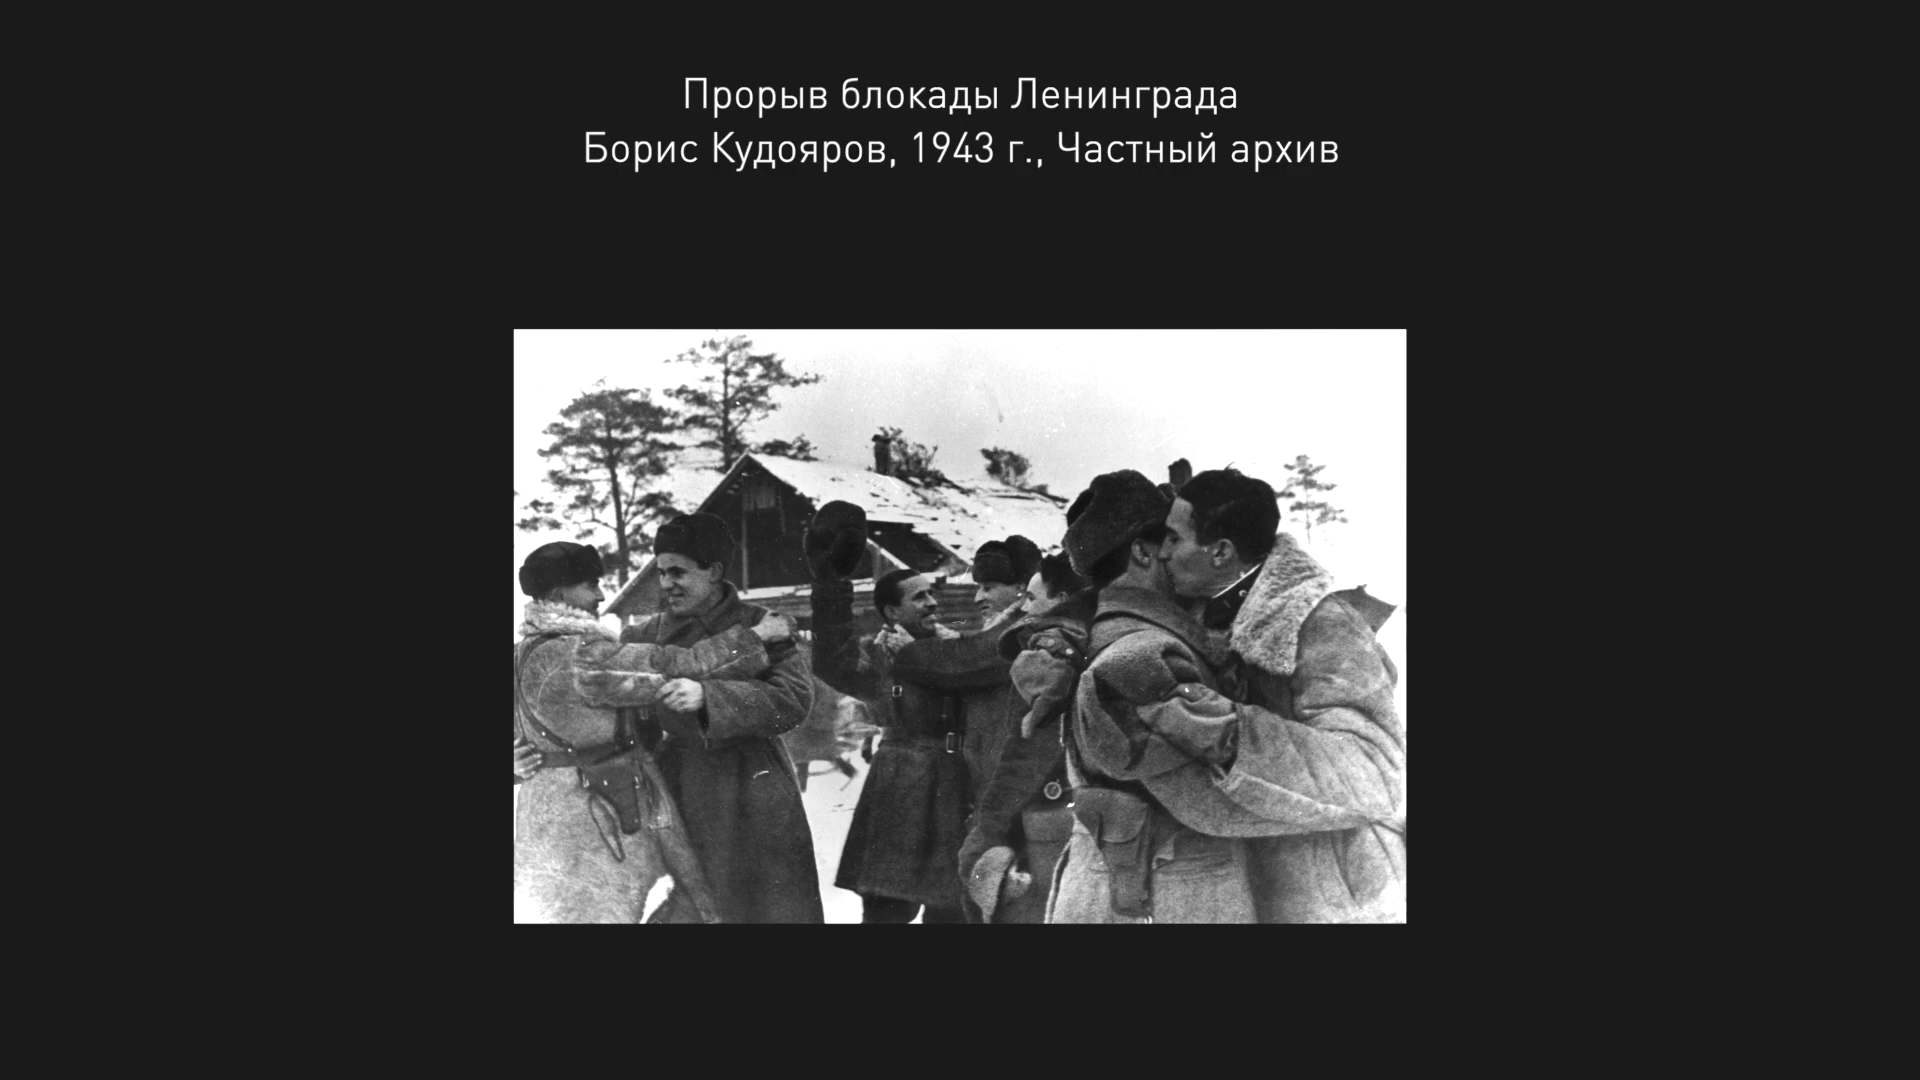 Прорыв блокады Ленинграда
Борис Кудояров, 1943 г., Частный архив